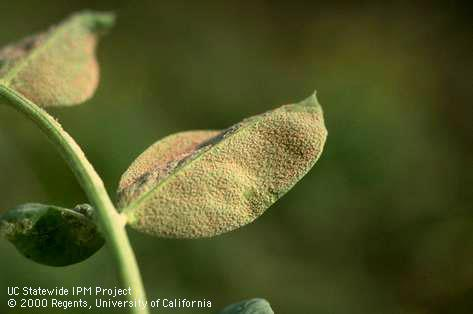 UC Statewide IPM Project
© 2000 Regents, University of California